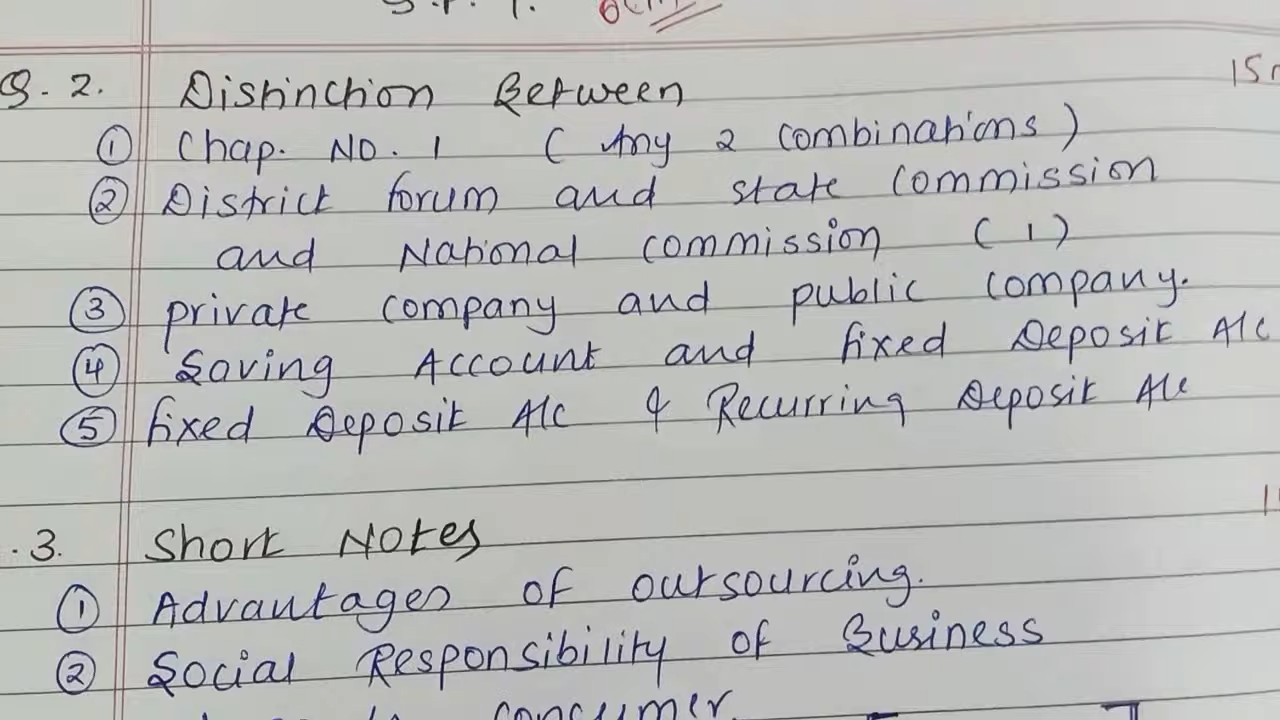 Q. 2. Distinction Between
① Chap. No. 1 ( Any 2 combinations )
② District forum and state commission
and National commission ( 1 )
③ private company and public company.
④ Saving Account and fixed Deposit A/c
⑤ fixed Deposit A/c & Recurring Deposit A/c
.3. Short Notes
① Advantages of outsourcing.
② Social Responsibility of Business
consumer.